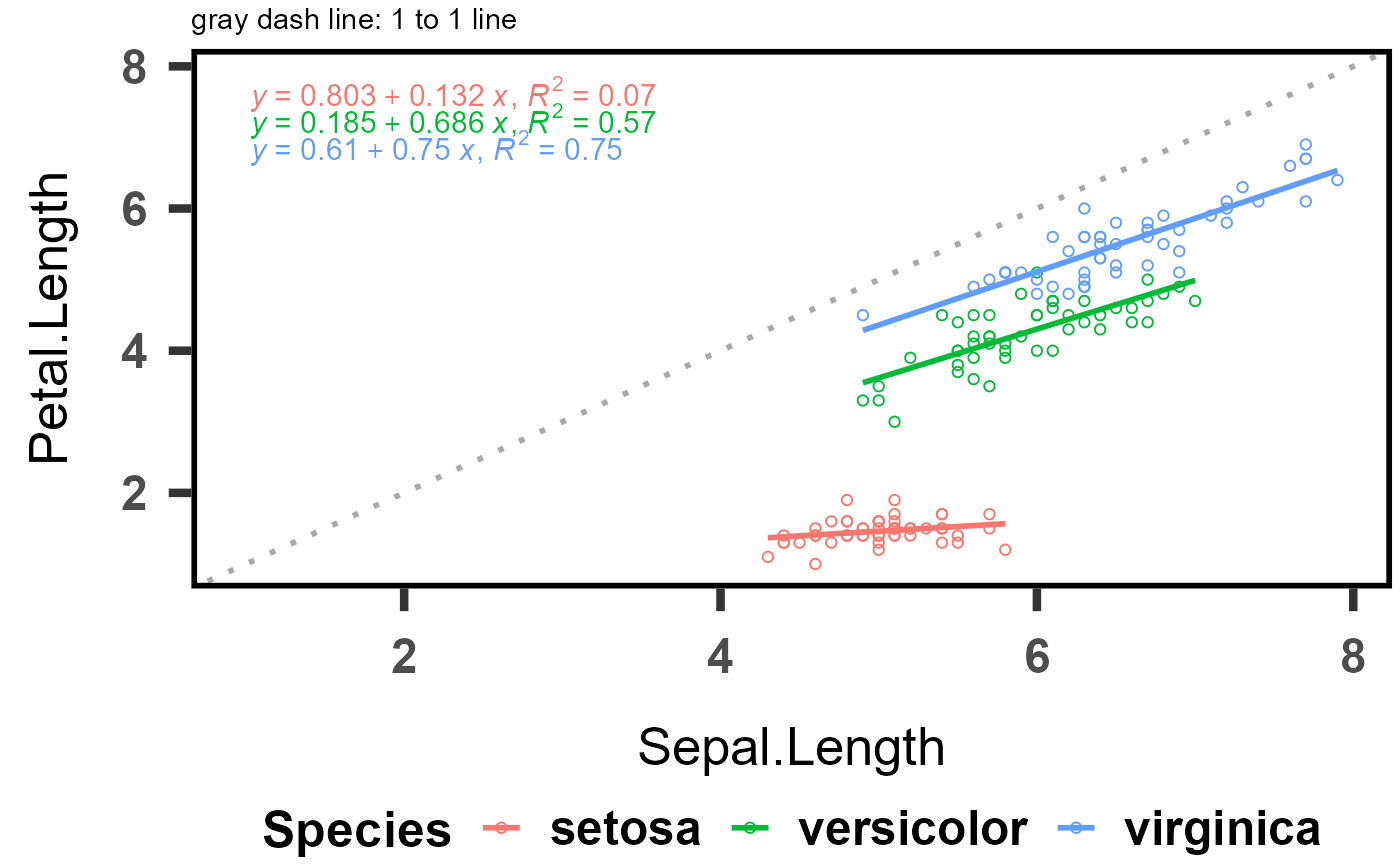 gray dash line: 1 to 1 line
y = 0.803 + 0.132 x, R² = 0.07
y = 0.185 + 0.686 x, R² = 0.57
y = 0.61 + 0.75 x, R² = 0.75
8
6
4
2
Petal.Length
2 4 6 8
Sepal.Length
Species setosa versicolor virginica